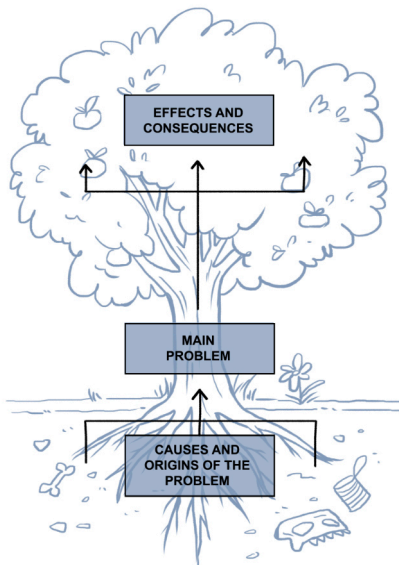 EFFECTS AND
CONSEQUENCES
MAIN
PROBLEM
CAUSES AND
ORIGINS OF THE
PROBLEM